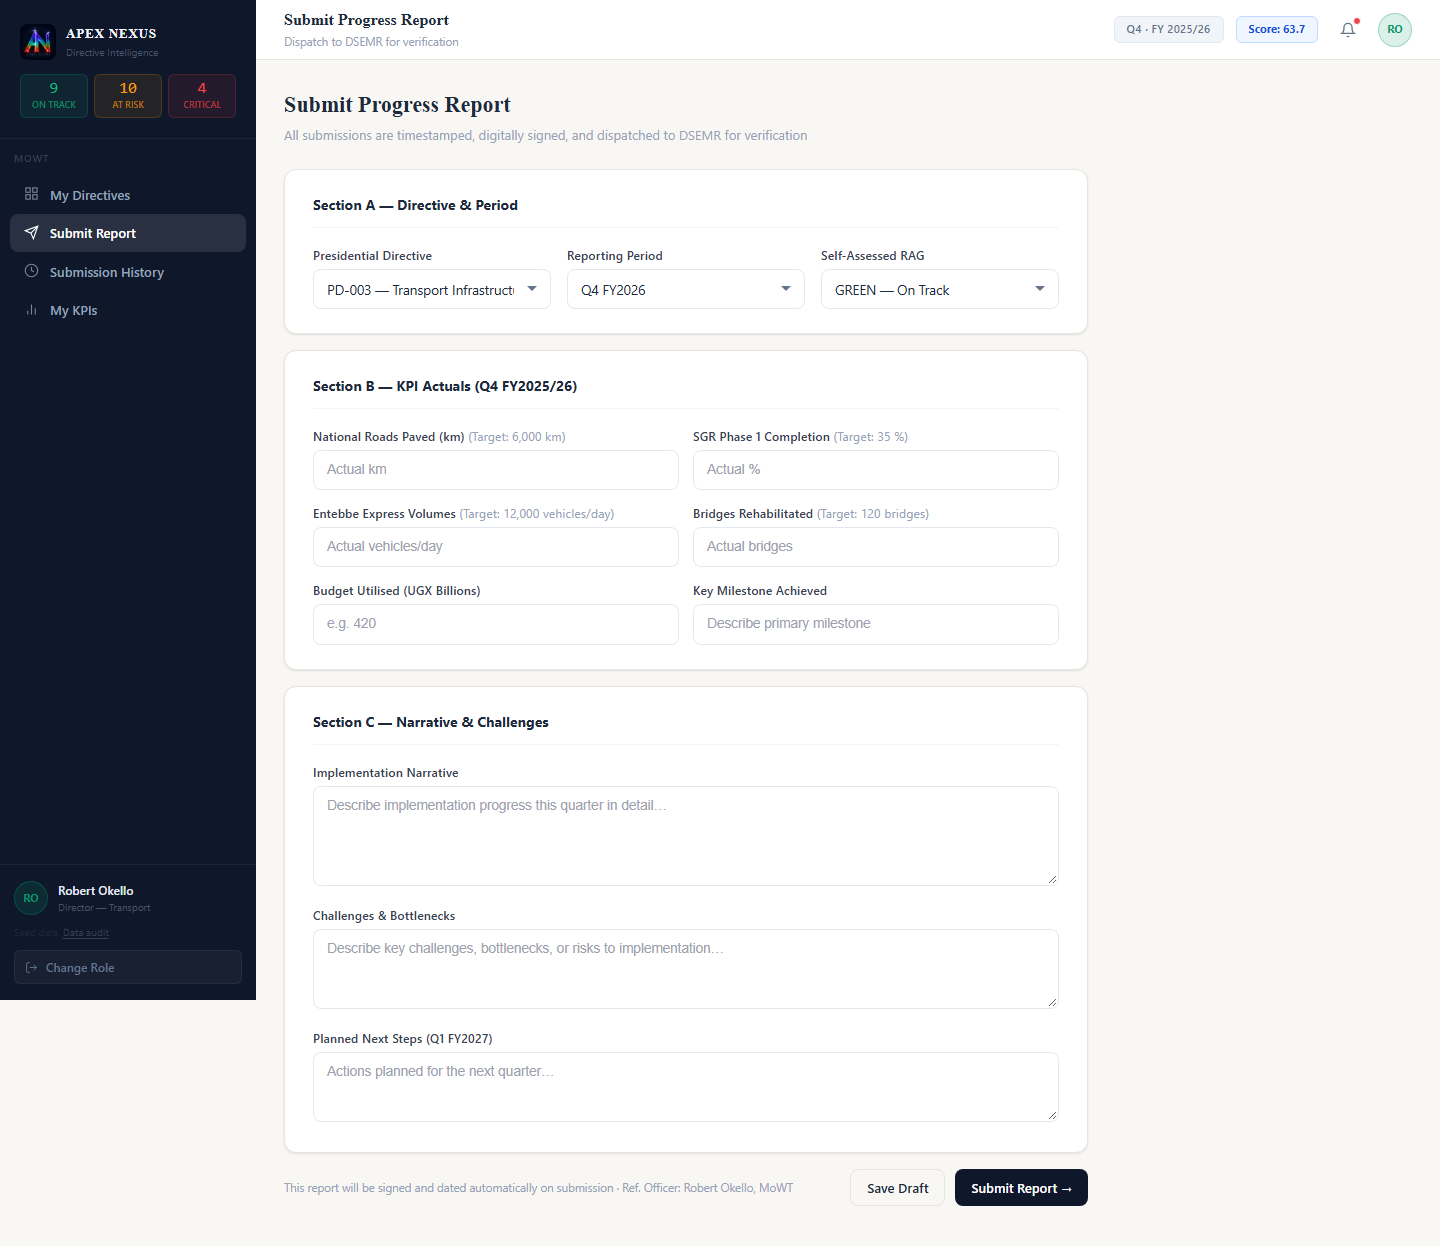 APEX NEXUS
Directive Intelligence
9
ON TRACK
10
AT RISK
4
CRITICAL
MOWT
My Directives
Submit Report
Submission History
My KPIs
RO
Robert Okello
Director — Transport
Seed data. Data audit
Change Role
Submit Progress Report
Dispatch to DSEMR for verification
Q4 · FY 2025/26
Score: 63.7
RO
Submit Progress Report
All submissions are timestamped, digitally signed, and dispatched to DSEMR for verification
Section A — Directive & Period
Presidential Directive
Reporting Period
Self-Assessed RAG
PD-003 — Transport Infrastruct
Q4 FY2026
GREEN — On Track
Section B — KPI Actuals (Q4 FY2025/26)
National Roads Paved (km) (Target: 6,000 km)
SGR Phase 1 Completion (Target: 35 %)
Actual km
Actual %
Entebbe Express Volumes (Target: 12,000 vehicles/day)
Bridges Rehabilitated (Target: 120 bridges)
Actual vehicles/day
Actual bridges
Budget Utilised (UGX Billions)
Key Milestone Achieved
e.g. 420
Describe primary milestone
Section C — Narrative & Challenges
Implementation Narrative
Describe implementation progress this quarter in detail…
Challenges & Bottlenecks
Describe key challenges, bottlenecks, or risks to implementation…
Planned Next Steps (Q1 FY2027)
Actions planned for the next quarter…
This report will be signed and dated automatically on submission · Ref. Officer: Robert Okello, MoWT
Save Draft
Submit Report →